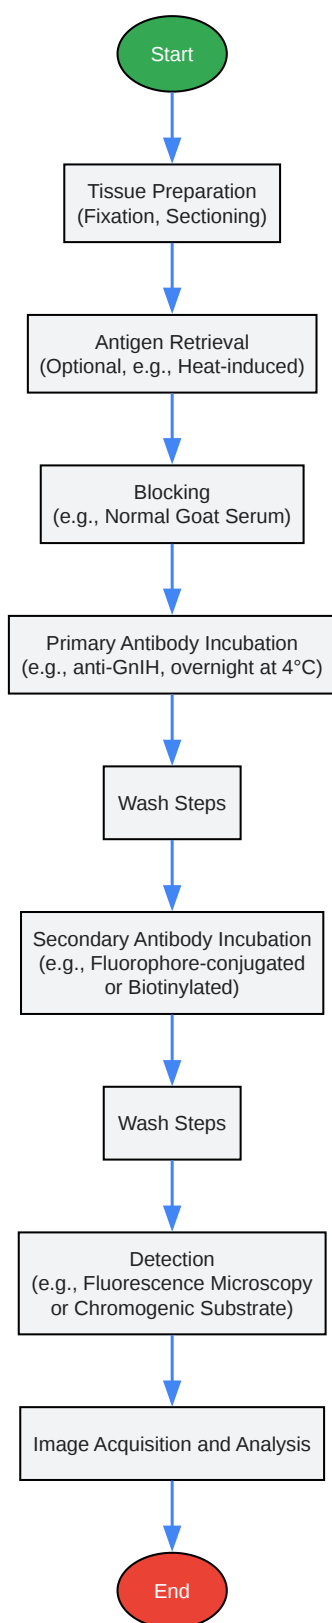 Start
Tissue Preparation
(Fixation, Sectioning)
Antigen Retrieval
(Optional, e.g., Heat-induced)
Blocking
(e.g., Normal Goat Serum)
Primary Antibody Incubation
(e.g., anti-GnIH, overnight at 4°C)
Wash Steps
Secondary Antibody Incubation
(e.g., Fluorophore-conjugated
or Biotinylated)
Wash Steps
Detection
(e.g., Fluorescence Microscopy
or Chromogenic Substrate)
Image Acquisition and Analysis
End